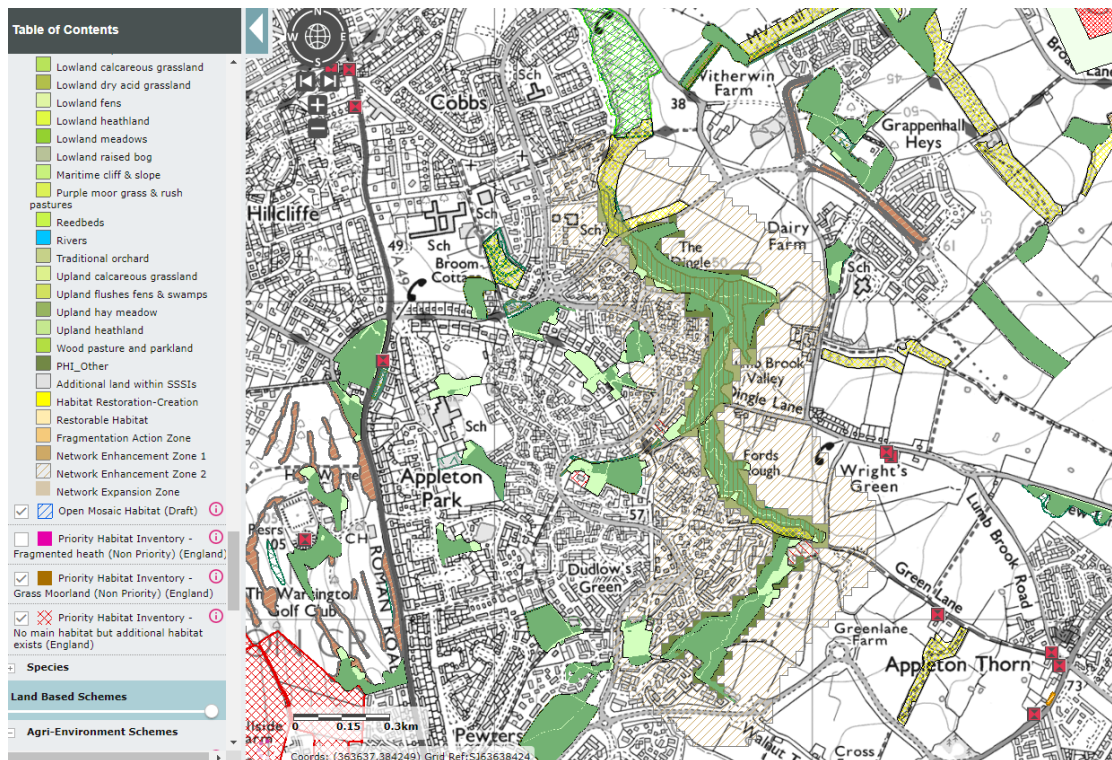 Table of Contents
Lowland calcareous grassland
Lowland dry acid grassland
Lowland fens
Lowland heathland
Lowland meadows
Lowland raised bog
Maritime cliff & slope
Purple moor grass & rush
pastures
Reedbeds
Rivers
Traditional orchard
Upland calcareous grassland
Upland flushes fens & swamps
Upland hay meadow
Upland heathland
Wood pasture and parkland
PHI_Other
Additional land within SSSIs
Habitat Restoration-Creation
Restorable Habitat
Fragmentation Action Zone
Network Enhancement Zone 1
Network Enhancement Zone 2
Network Expansion Zone
Open Mosaic Habitat (Draft)
Priority Habitat Inventory -
Fragmented heath (Non Priority) (England)
Priority Habitat Inventory -
Grass Moorland (Non Priority) (England)
Priority Habitat Inventory -
No main habitat but additional habitat
exists (England)
Species
Land Based Schemes
Agri-Environment Schemes
N
W
E
S
Cobbs
Sch
Sch
38
Witherwin
Farm
45
50
Grappenhall
Heys
55
61
Hillcliffe
Sch
49
Sch
A 49
Broom
Sch
The
50
Dairy
Farm
Sch
Brook
Valley
Lane
Sch
Appleton
Park
57
Fords
Wright's
Green
Lumb Brook Road
CH
ROMAN ROA
Golf Club
Dudlow's
Green
Green Lane
Greenlane
Farm
Appleton Thorn
73
Pewters
Cross
0
0.15
0.3km
Coords: (363637,384249) Grid Ref:SJ63638424